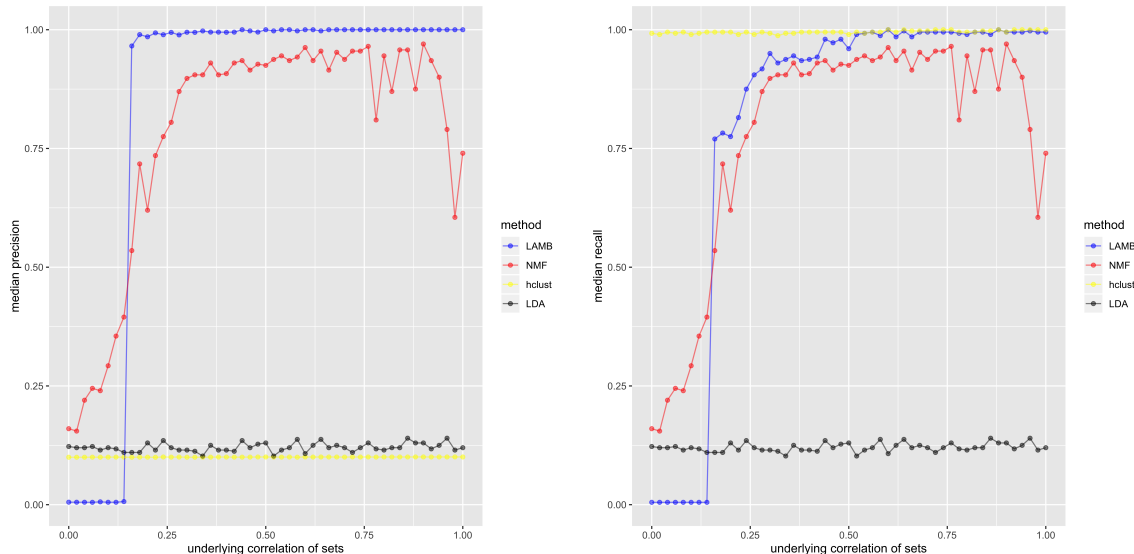 1.00
0.75
0.50
0.25
0.00
median precision
0.00
0.25
0.50
0.75
1.00
underlying correlation of sets
method
LAMB
NMF
hclust
LDA
1.00
0.75
0.50
0.25
0.00
median recall
0.00
0.25
0.50
0.75
1.00
underlying correlation of sets
method
LAMB
NMF
hclust
LDA